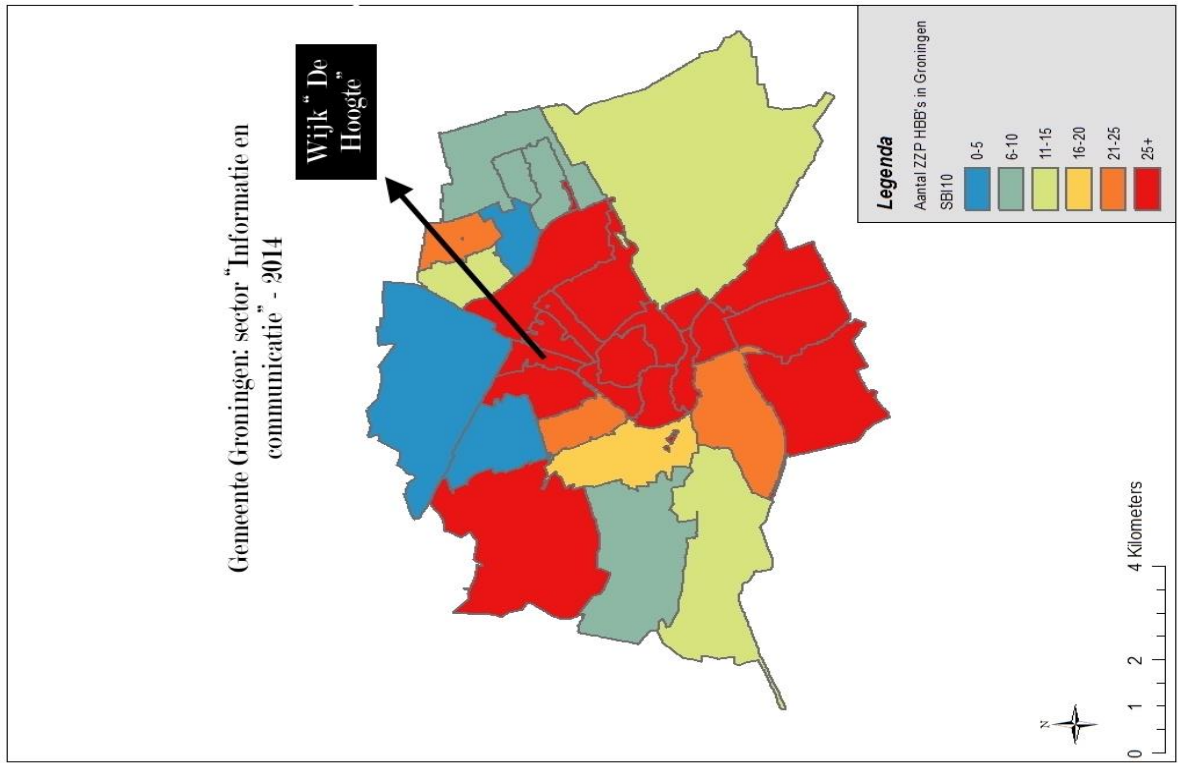 Gemeente Groningen: sector “Informatie en
communicatie” - 2014
Wijk “ De
Hoogte”
N
0 1 2 4 Kilometers
Legenda
Aantal ZZP HBB's in Groningen
SBI10
0-5
6-10
11-15
16-20
21-25
25+